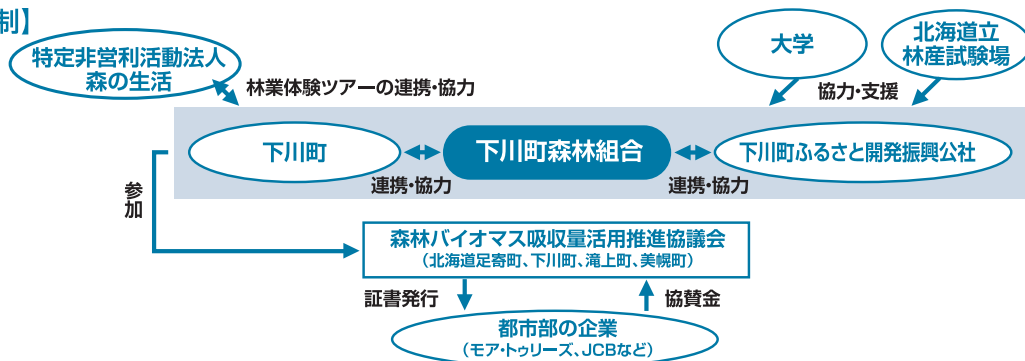 制】
特定非営利活動法人
森の生活
大学
北海道立
林産試験場
林業体験ツアーの連携・協力
協力・支援
下川町
下川町森林組合
下川町ふるさと開発振興公社
連携・協力
連携・協力
参加
森林バイオマス吸収量活用推進協議会
(北海道足寄町、下川町、滝上町、美幌町)
証書発行
協賛金
都市部の企業
(モア・トゥリーズ、JCBなど)